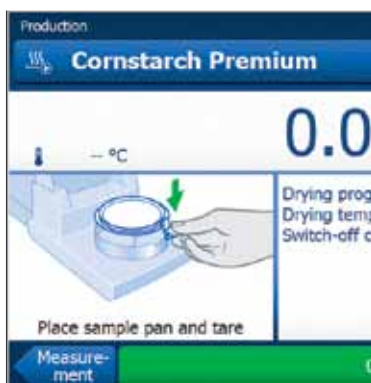 Production
Cornstarch Premium
-- °C
0.0
Drying prog
Drying temp
Switch-off c
Place sample pan and tare
Measure-
ment